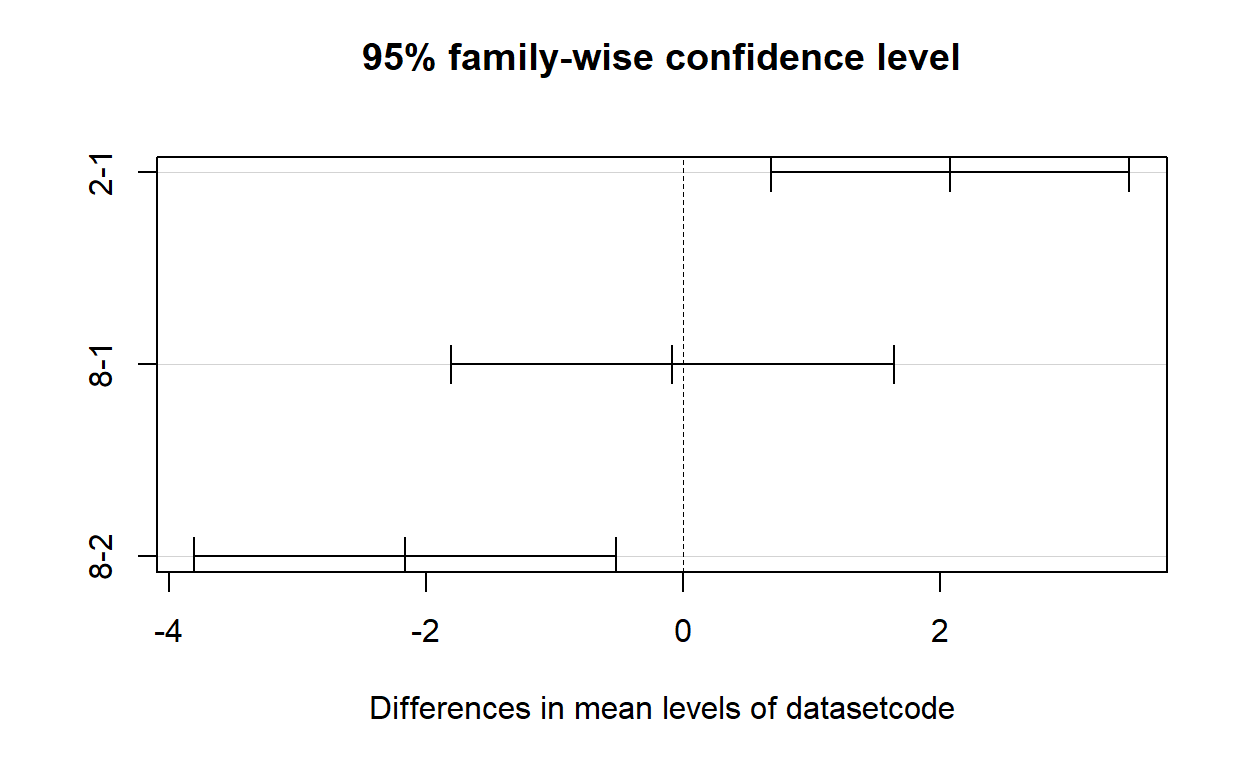 95% family-wise confidence level
2-1
8-1
8-2
-4 -2 0 2
Differences in mean levels of datasetcode